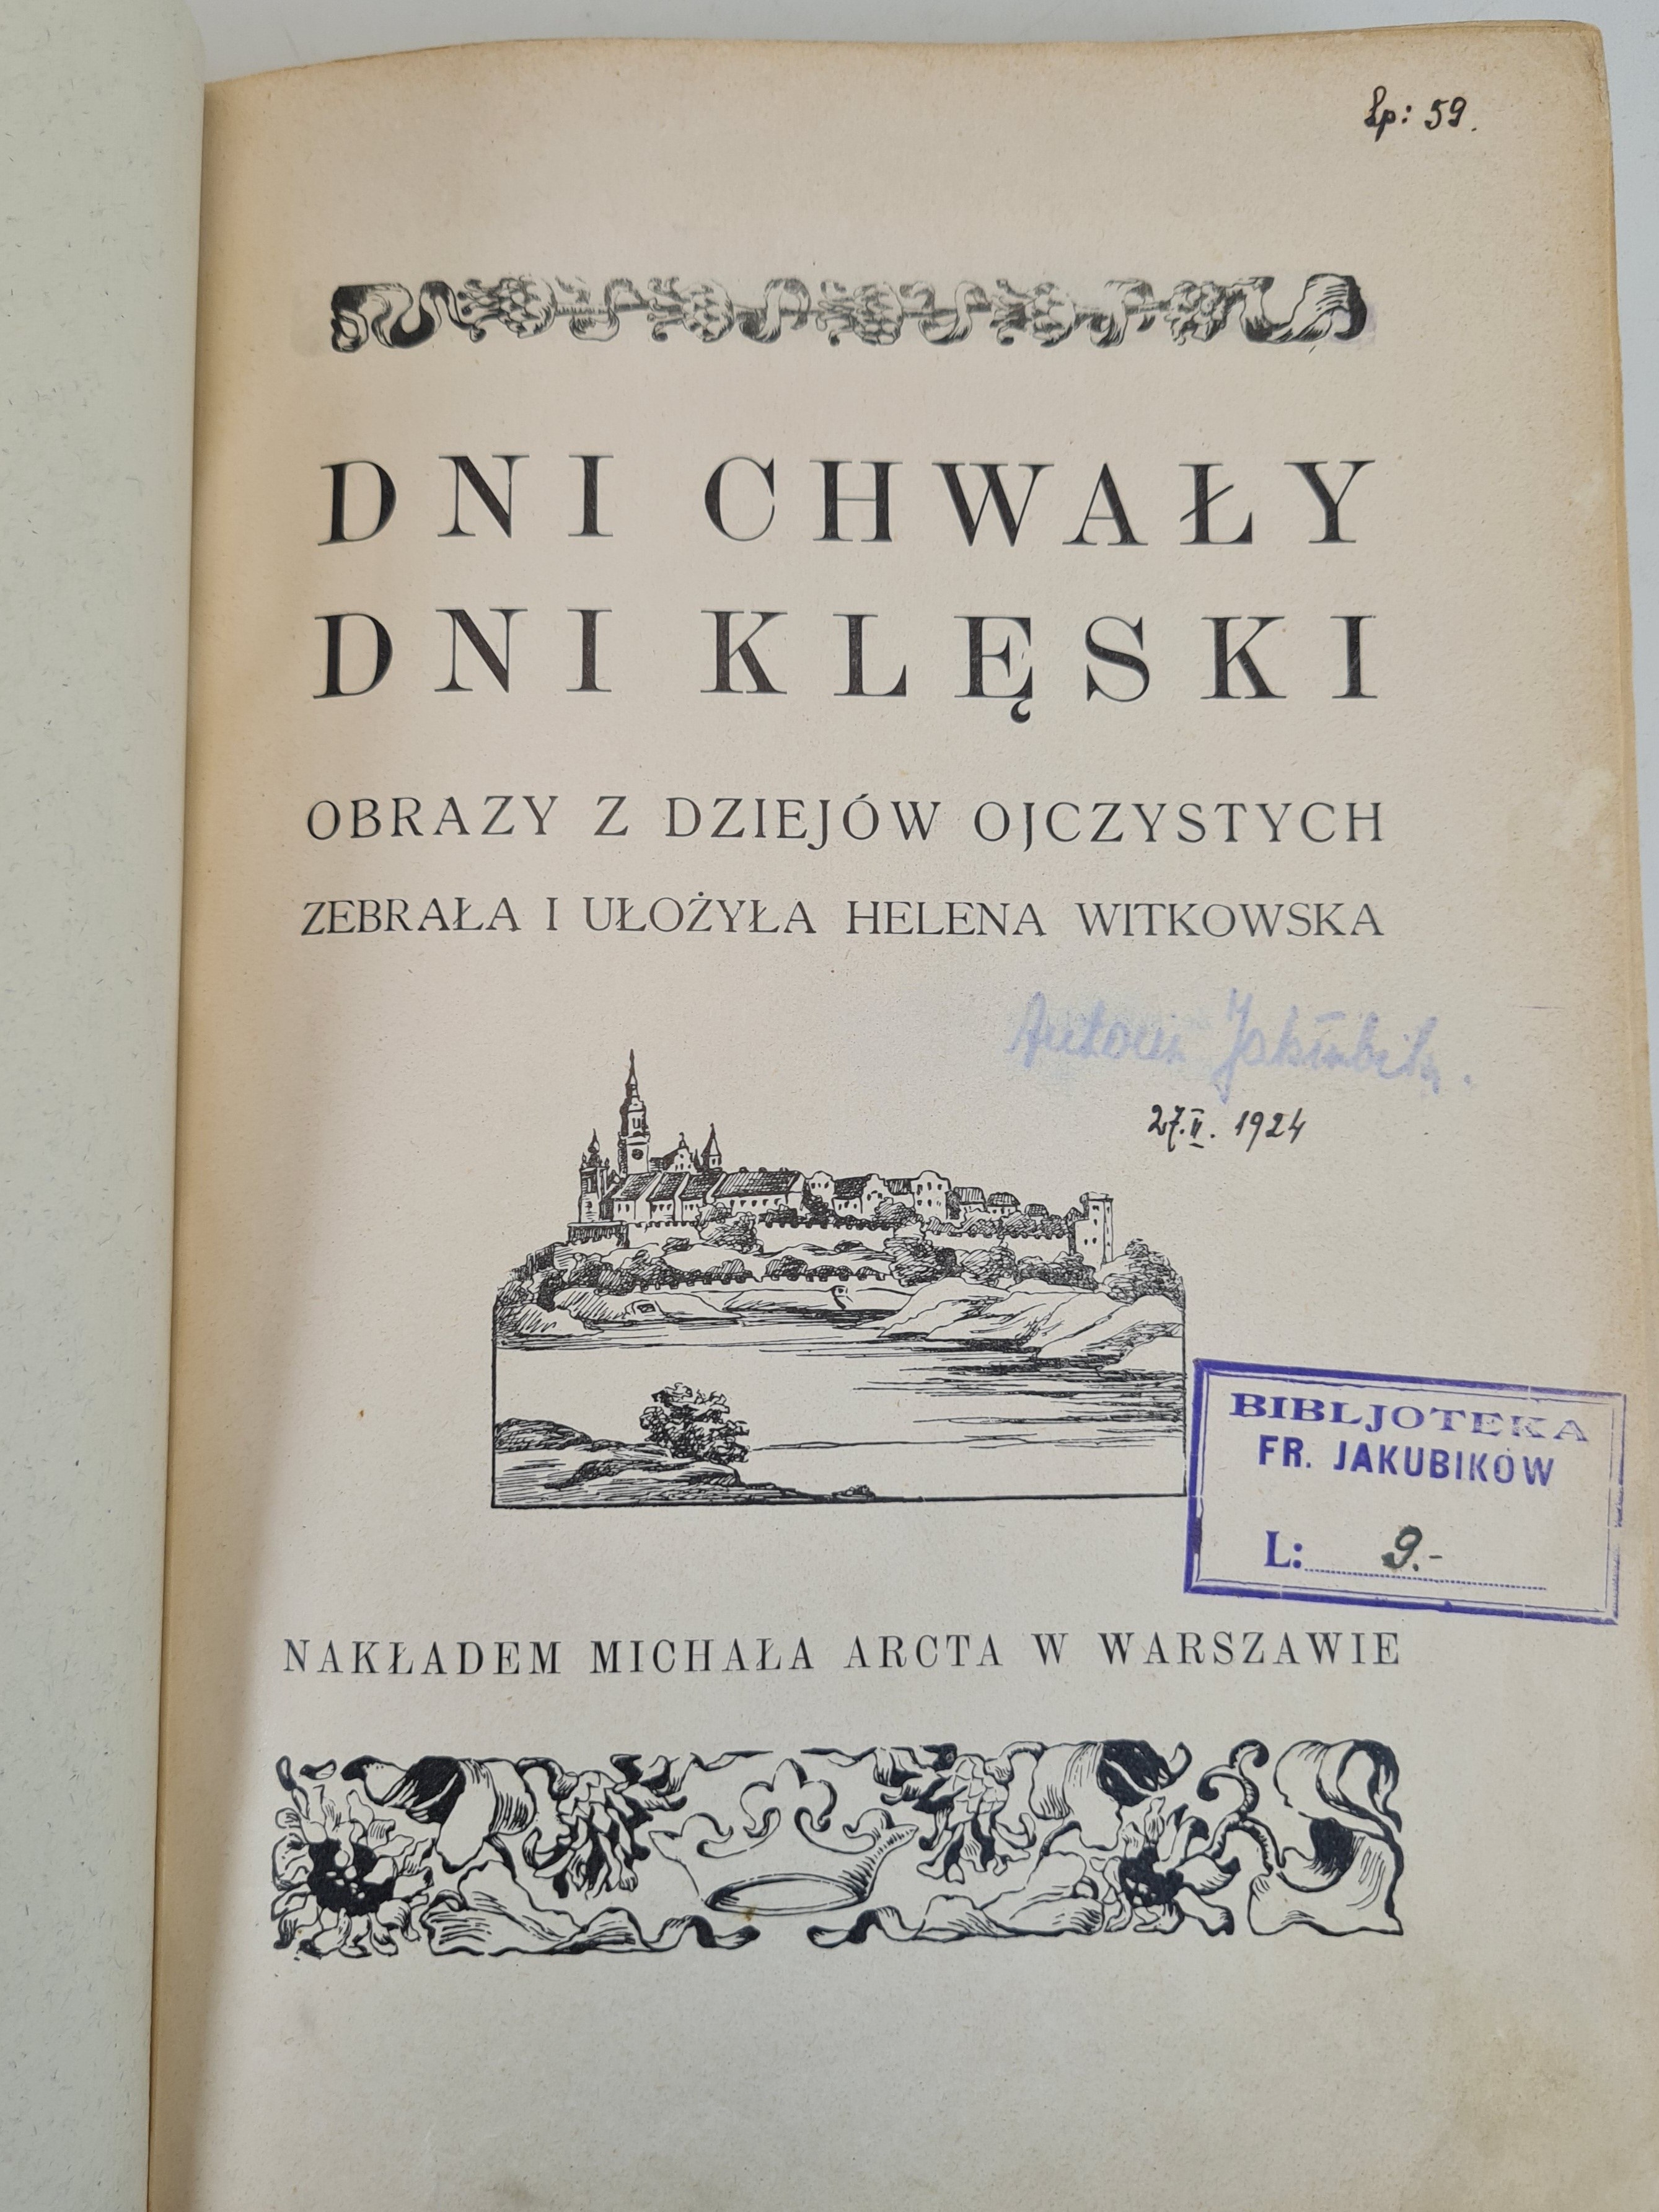 Lp: 59.
DNI CHWAŁY
DNI KLĘSKI
OBRAZY Z DZIEJÓW OJCZYSTYCH
ZEBRAŁA I UŁOŻYŁA HELENA WITKOWSKA
27.II. 1924
BIBLJOTEKA
FR. JAKUBIKÓW
L: 9.-
NAKŁADEM MICHAŁA ARCTA W WARSZAWIE